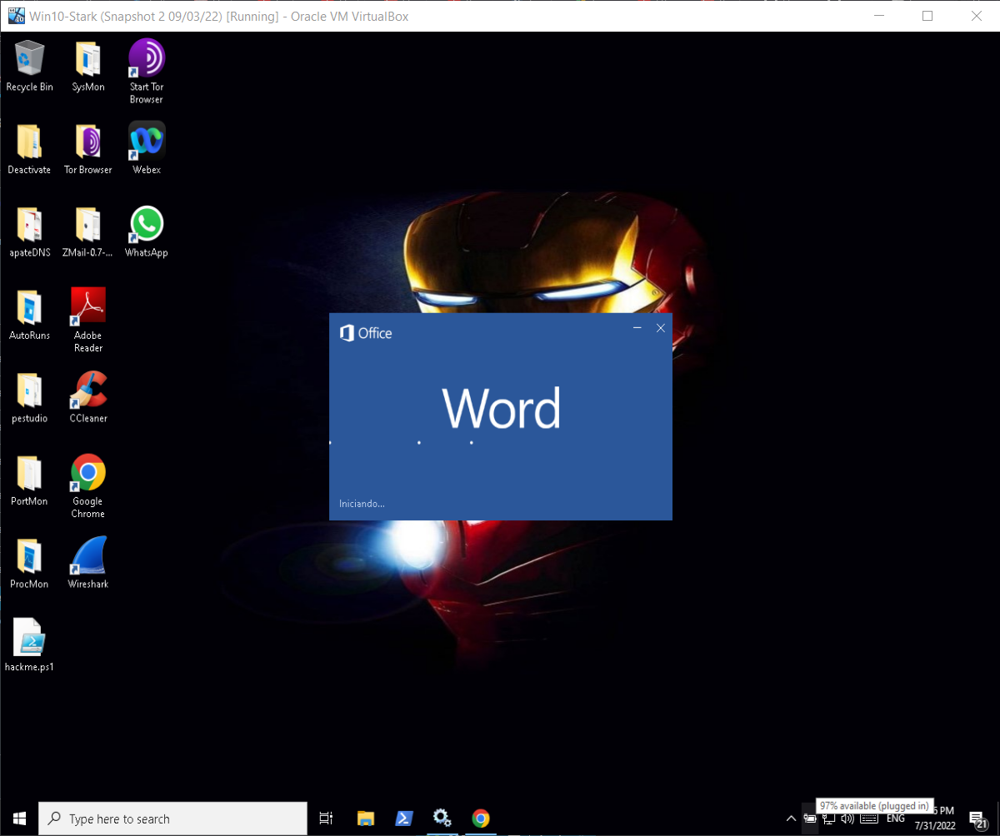 Win10-Stark (Snapshot 2 09/03/22) [Running] - Oracle VM VirtualBox
Recycle Bin
SysMon
Start Tor
Browser
Deactivate
Tor Browser
Webex
apateDNS
ZMail-0.7-...
WhatsApp
AutoRuns
Adobe
Reader
pestudio
CCleaner
PortMon
Google
Chrome
ProcMon
Wireshark
hackme.ps1
Office
Word
Iniciando...
Type here to search
97% available (plugged in)
6 PM
ENG
7/31/2022
21